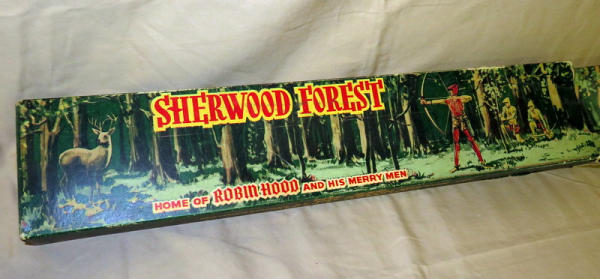 SHERWOOD FOREST
HOME OF ROBIN HOOD AND HIS MERRY MEN